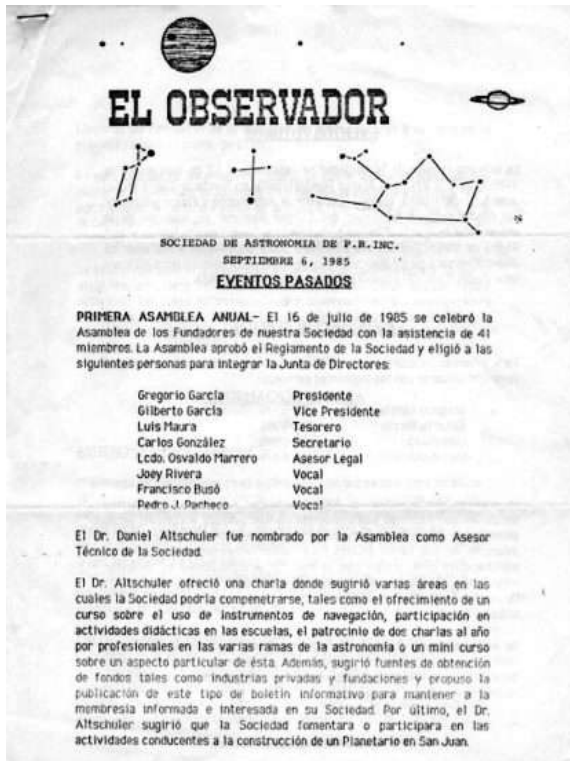 EL OBSERVADOR
SOCIEDAD DE ASTRONOMIA DE P.R.INC.
SEPTIEMBRE 6, 1985
EVENTOS PASADOS
PRIMERA ASAMBLEA ANUAL- El 16 de julio de 1985 se celebró la
Asamblea de los Fundadores de nuestra Sociedad con la asistencia de 41
miembros. La Asamblea aprobó el Reglamento de la Sociedad y eligió a las
siguientes personas para integrar la Junta de Directores:
Gregorio García Presidente
Gilberto García Vice Presidente
Luis Maura Tesorero
Carlos González Secretario
Lcdo. Osvaldo Marrero Asesor Legal
Joey Rivera Vocal
Francisco Busó Vocal
Pedro J. Pacheco Vocal
El Dr. Daniel Altschuler fue nombrado por la Asamblea como Asesor
Técnico de la Sociedad.
El Dr. Altschuler ofreció una charla donde sugirió varias áreas en las
cuales la Sociedad podría compenetrarse, tales como el ofrecimiento de un
curso sobre el uso de instrumentos de navegación, participación en
actividades didácticas en las escuelas, el patrocinio de dos charlas al año
por profesionales en las varias ramas de la astronomía o un mini curso
sobre un aspecto particular de ésta. Además, sugirió fuentes de obtención
de fondos tales como industrias privadas y fundaciones y propuso la
publicación de este tipo de boletín informativo para mantener a la
membresía informada e interesada en su Sociedad. Por último, el Dr.
Altschuler sugirió que la Sociedad fomentara o participara en las
actividades conducentes a la construcción de un Planetario en San Juan.